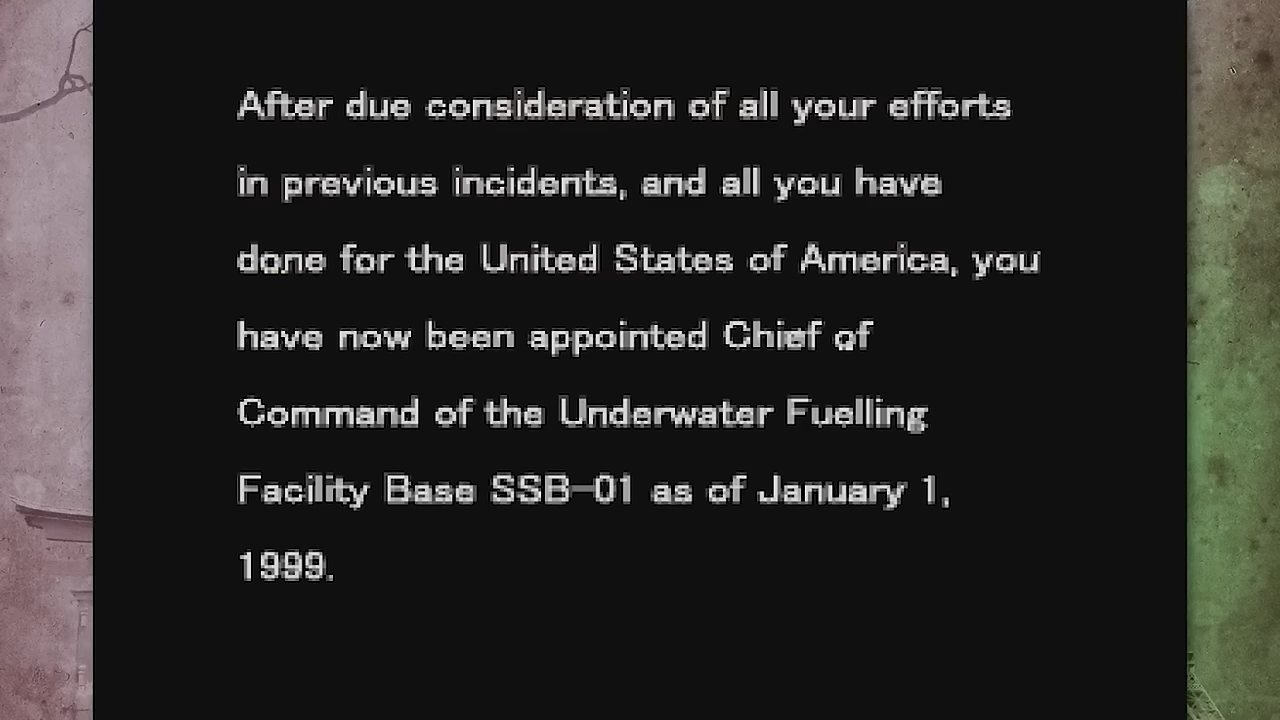 After due consideration of all your efforts
in previous incidents, and all you have
done for the United States of America, you
have now been appointed Chief of
Command of the Underwater Fuelling
Facility Base SSB-01 as of January 1,
1999.